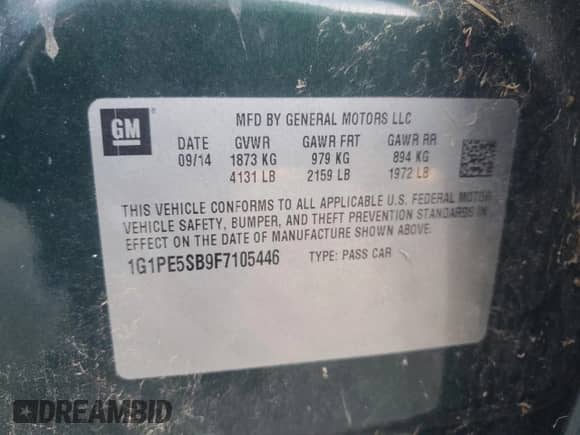 GM
®
MFD BY GENERAL MOTORS LLC
DATE GVWR GAWR FRT GAWR RR
09/14 1873 KG 979 KG 894 KG
4131 LB 2159 LB 1972 LB
THIS VEHICLE CONFORMS TO ALL APPLICABLE U.S. FEDERAL MOTOR
VEHICLE SAFETY, BUMPER, AND THEFT PREVENTION STANDARDS IN
EFFECT ON THE DATE OF MANUFACTURE SHOWN ABOVE.
1G1PE5SB9F7105446 TYPE: PASS CAR
DREAMBID